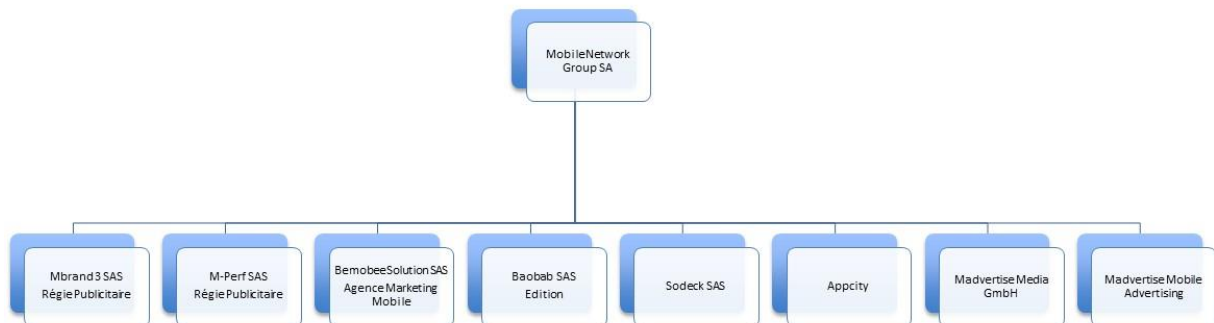 MobileNetwork
Group SA
Mbrand3 SAS
Régie Publicitaire
M-Perf SAS
Régie Publicitaire
BemobeeSolution SAS
Agence Marketing
Mobile
Baobab SAS
Edition
Sodeck SAS
Appcity
Madvertise Media
GmbH
Madvertise Mobile
Advertising